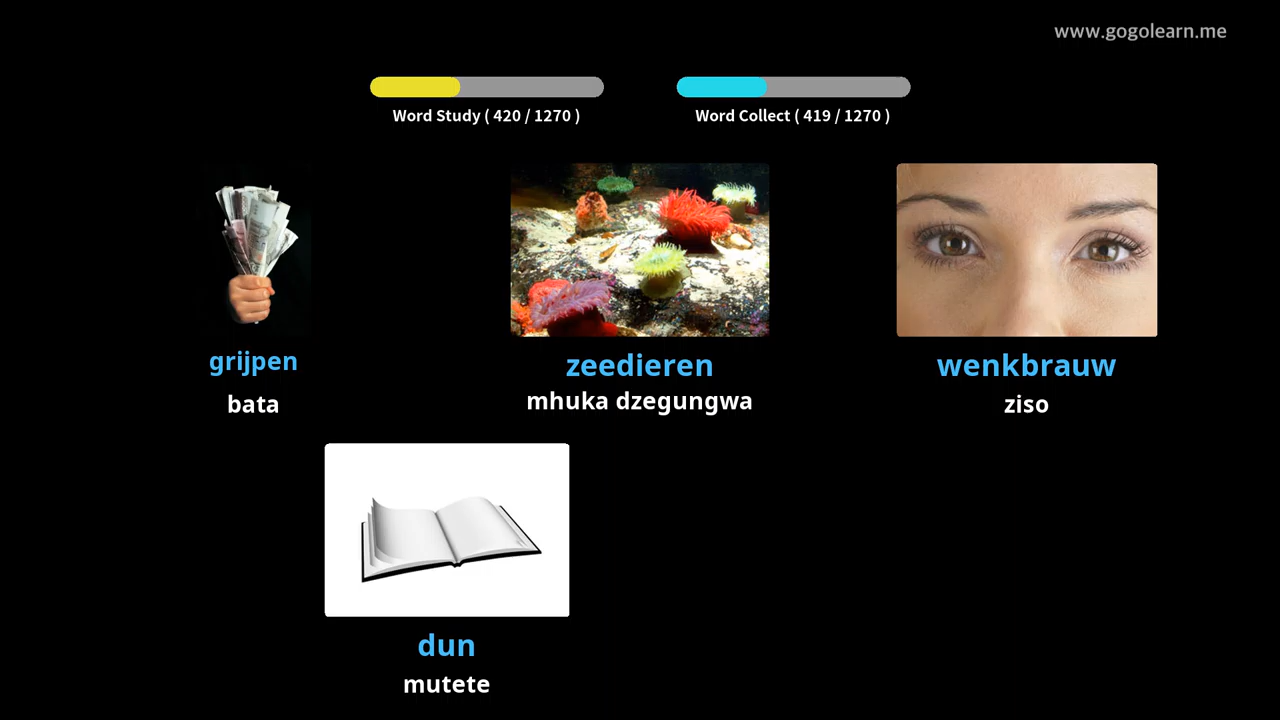 www.gogolearn.me
Word Study ( 420 / 1270 )
Word Collect ( 419 / 1270 )
grijpen
bata
zeedieren
mhuka dzegungwa
wenkbrauw
ziso
dun
mutete